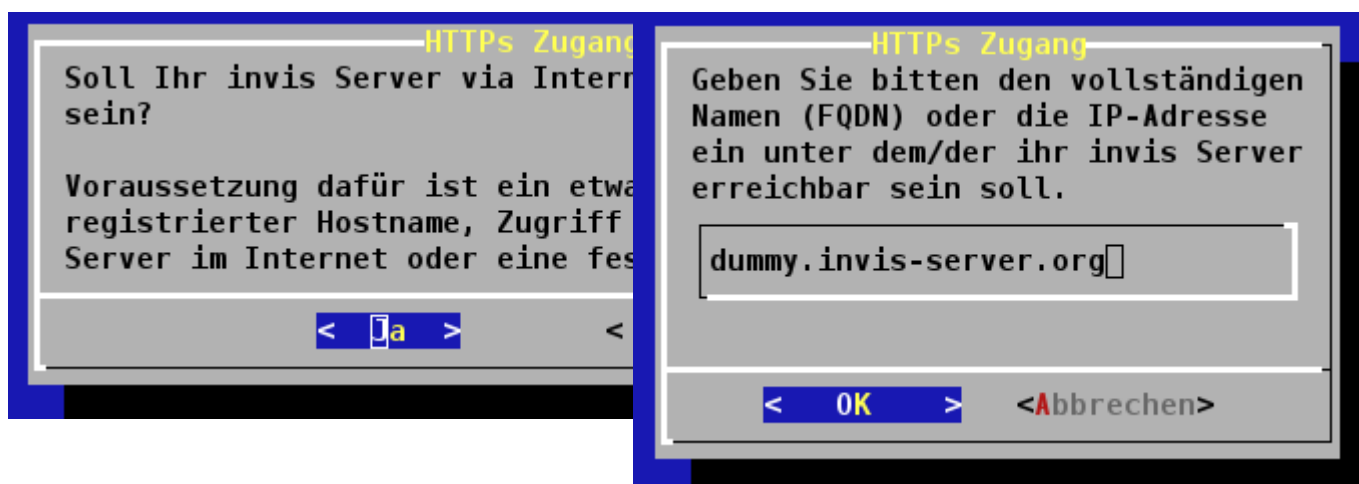 HTTPs Zugang
Soll Ihr invis Server via Intern
sein?
Voraussetzung dafür ist ein etwa
registrierter Hostname, Zugriff
Server im Internet oder eine fes
< Ja > <
HTTPs Zugang
Geben Sie bitten den vollständigen
Namen (FQDN) oder die IP-Adresse
ein unter dem/der ihr invis Server
erreichbar sein soll.
dummy.invis-server.org
< OK > <Abbrechen>